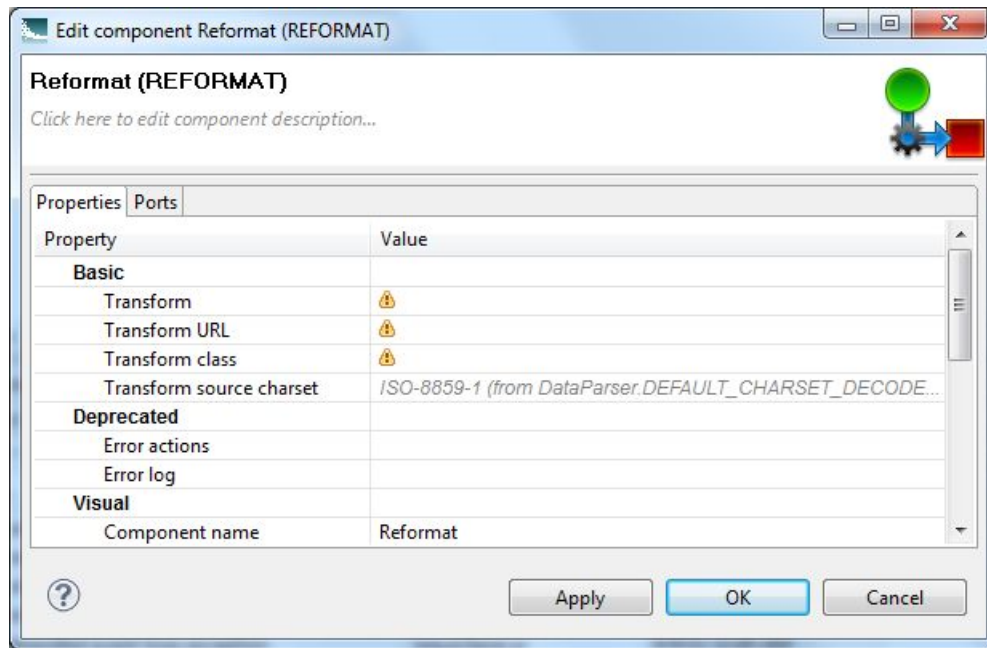 Edit component Reformat (REFORMAT)
Reformat (REFORMAT)
Click here to edit component description...
Properties Ports
Property Value
Basic
Transform
Transform URL
Transform class
Transform source charset ISO-8859-1 (from DataParser.DEFAULT_CHARSET_DECODE...
Deprecated
Error actions
Error log
Visual
Component name Reformat
Apply OK Cancel